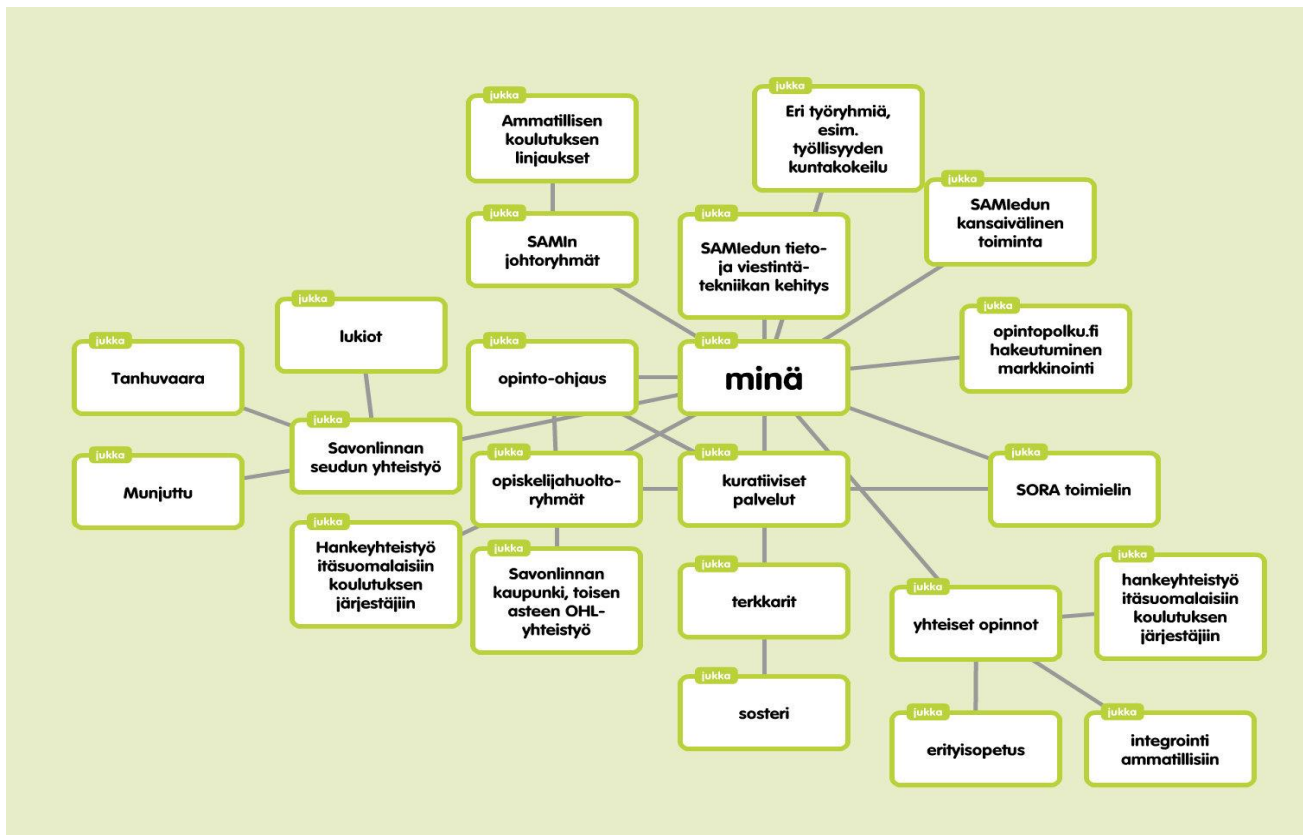 jukka
Ammatillisen
koulutuksen
linjaukset
jukka
Eri työryhmiä,
esim.
työllisyyden
kuntakokeilu
jukka
SAMIedun
kansaivälinen
toiminta
jukka
SAMIn
johtoryhmät
jukka
SAMIedun tieto-
ja viestintä-
tekniikan kehitys
jukka
lukiot
jukka
opintopolku.fi
hakeutuminen
markkinointi
jukka
Tanhuvaara
jukka
opinto-ohjaus
jukka
minä
jukka
Savonlinnan
seudun yhteistyö
jukka
Munjuttu
jukka
opiskelijahuolto-
ryhmät
jukka
kuratiiviset
palvelut
jukka
SORA toimielin
jukka
Hankeyhteistyö
itäsuomalaisiin
koulutuksen
järjestäjiin
jukka
Savonlinnan
kaupunki, toisen
asteen OHL-
yhteistyö
jukka
terkkarit
jukka
yhteiset opinnot
jukka
hankeyhteistyö
itäsuomalaisiin
koulutuksen
järjestäjiin
jukka
sosteri
jukka
erityisopetus
jukka
integrointi
ammatillisiin